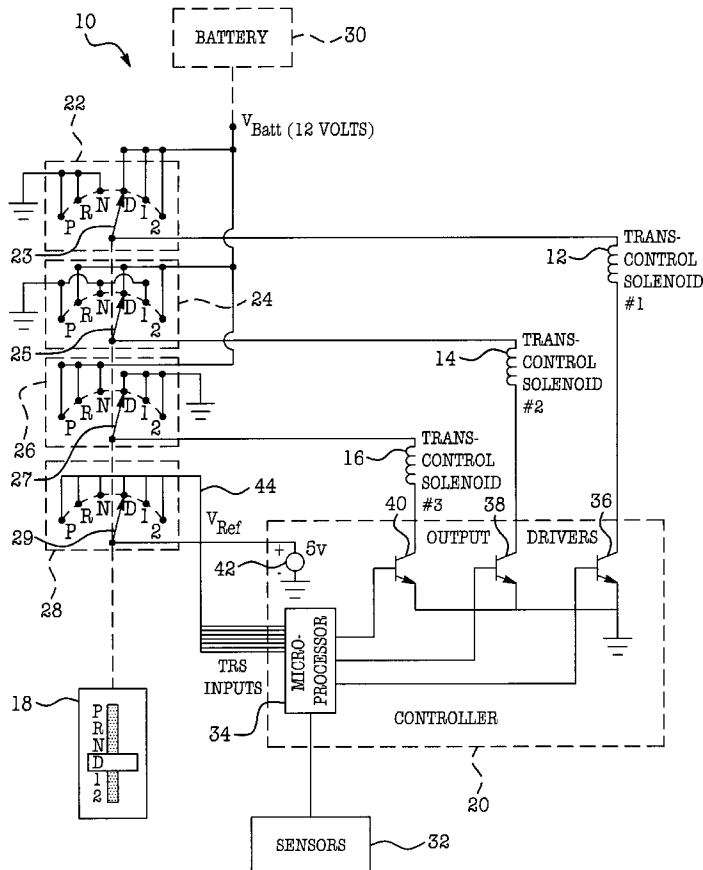 10
BATTERY
30
22
V Batt (12 VOLTS)
P R N D 1 2
23
TRANS-
CONTROL
SOLENOID
#1
12
P R N D 1 2
24
25
TRANS-
CONTROL
SOLENOID
#2
14
P R N D 1 2
26
27
TRANS-
CONTROL
SOLENOID
#3
16
P R N D 1 2
44
29
28
V Ref
40
38
36
OUTPUT DRIVERS
+
-
5v
42
MICRO-
PROCESSOR
TRS
INPUTS
34
CONTROLLER
20
18
P
R
N
D
1
2
SENSORS
32